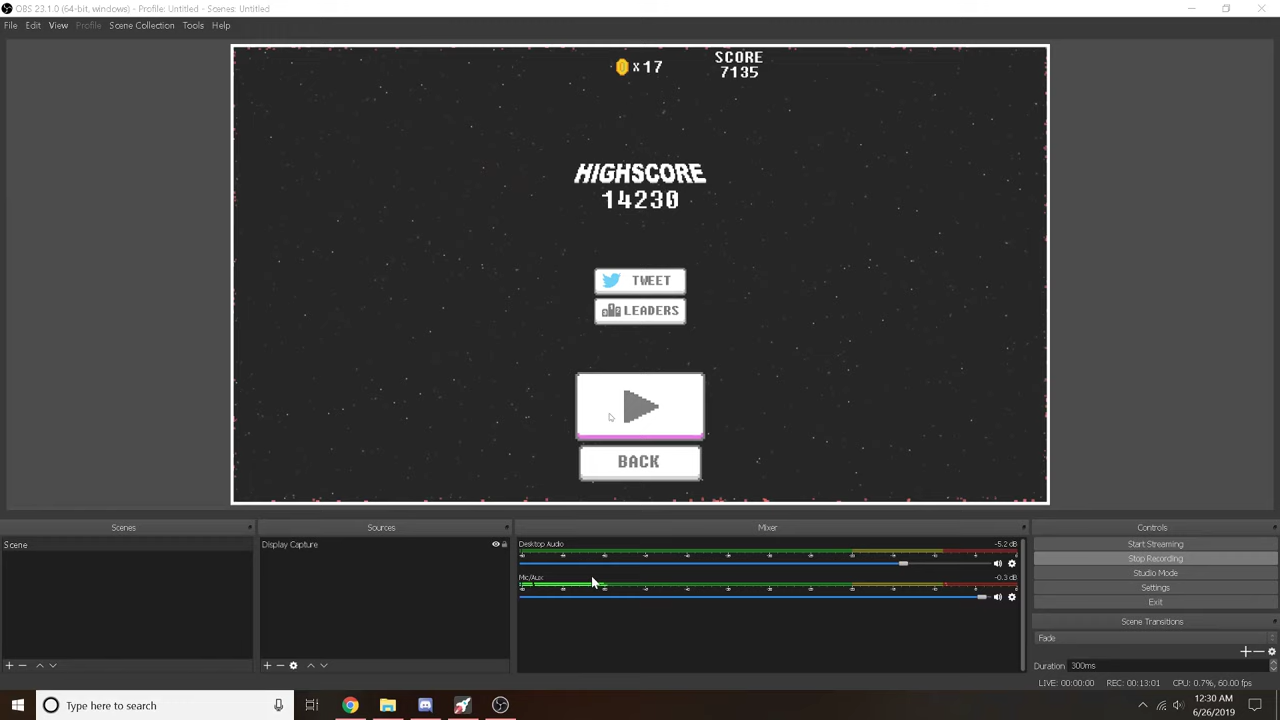 OBS 23.1.0 (64-bit, windows) - Profile: Untitled - Scenes: Untitled
File Edit View Profile Scene Collection Tools Help
x 17
SCORE
7135
HIGHSCORE
14230
TWEET
LEADERS
BACK
Scenes
Sources
Mixer
Controls
Scene
Display Capture
Desktop Audio
-5.2 dB
Mic/Aux
-0.3 dB
Start Streaming
Stop Recording
Studio Mode
Settings
Exit
Scene Transitions
Fade
Duration 300ms
LIVE: 00:00:00 REC: 00:13:01 CPU: 0.7%, 60.00 fps
Type here to search
12:30 AM
6/26/2019